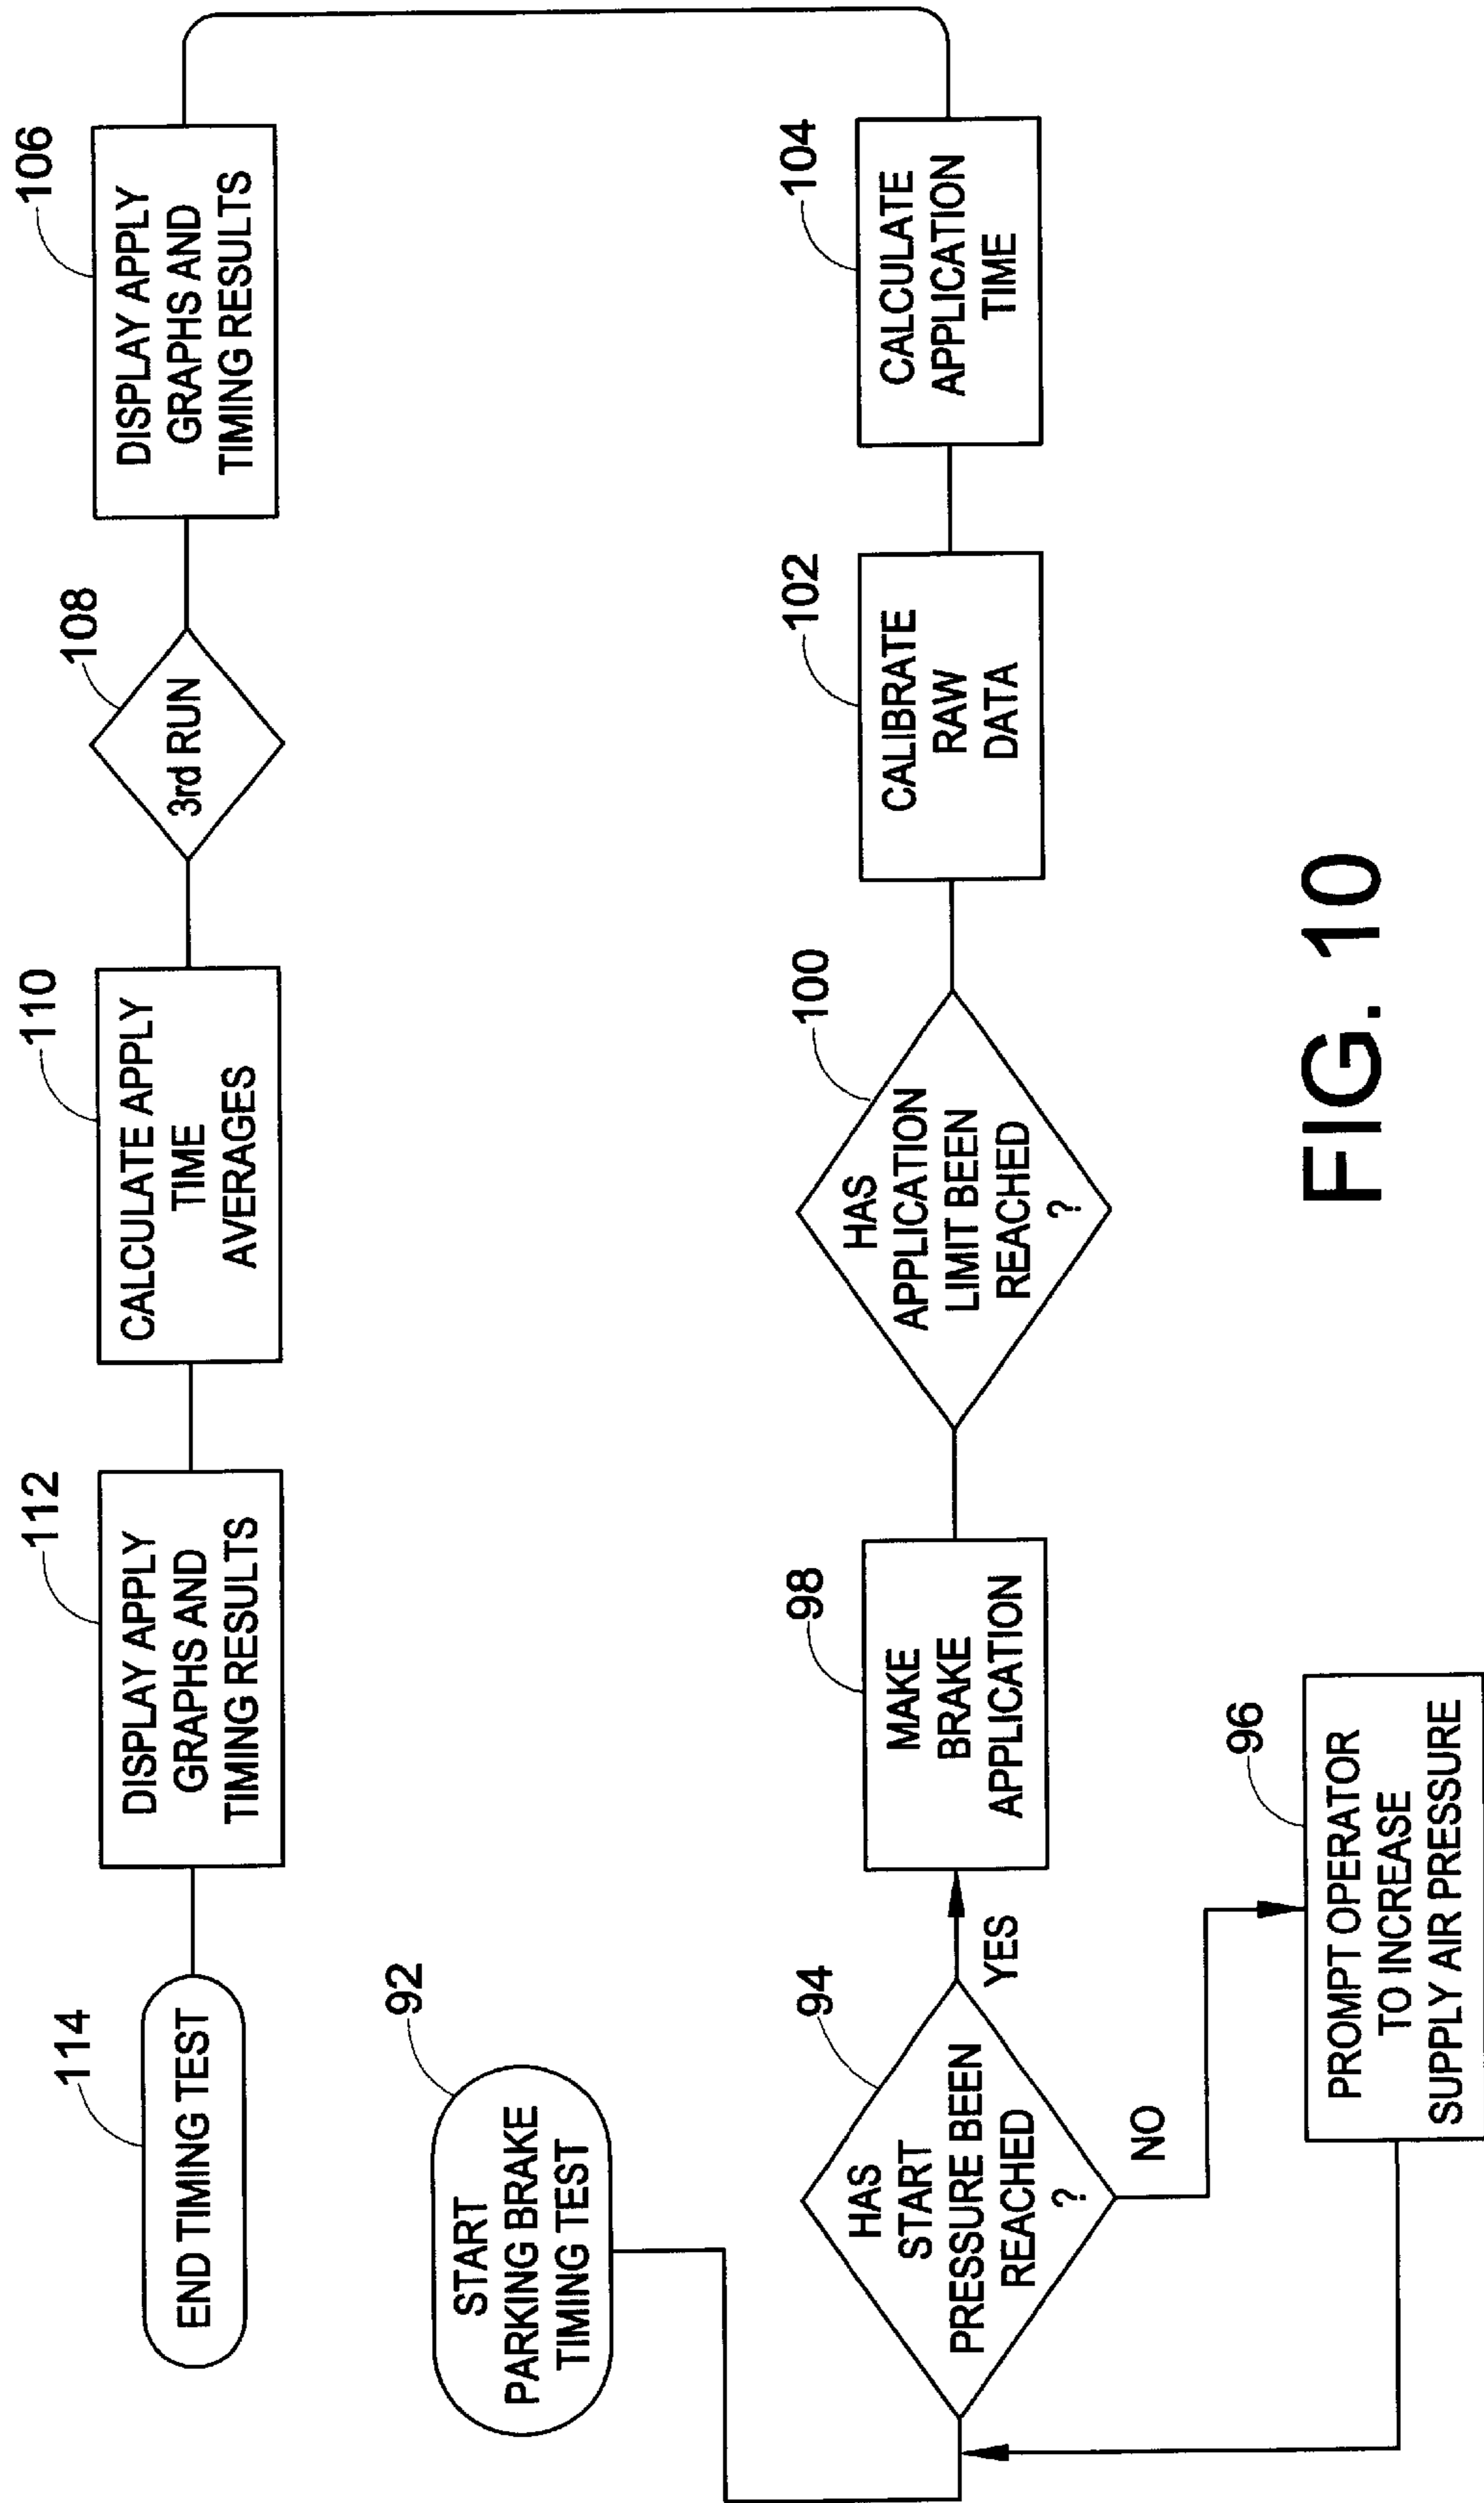 114
END TIMING TEST
112
DISPLAY APPLY
GRAPHS AND
TIMING RESULTS
110
CALCULATE APPLY
TIME
AVERAGES
108
3rd RUN
106
DISPLAY APPLY
GRAPHS AND
TIMING RESULTS
92
START
PARKING BRAKE
TIMING TEST
94
HAS
START
PRESSURE BEEN
REACHED
?
YES
NO
98
MAKE
BRAKE
APPLICATION
100
HAS
APPLICATION
LIMIT BEEN
REACHED
?
102
CALIBRATE
RAW
DATA
104
CALCULATE
APPLICATION
TIME
96
PROMPT OPERATOR
TO INCREASE
SUPPLY AIR PRESSURE
FIG. 10